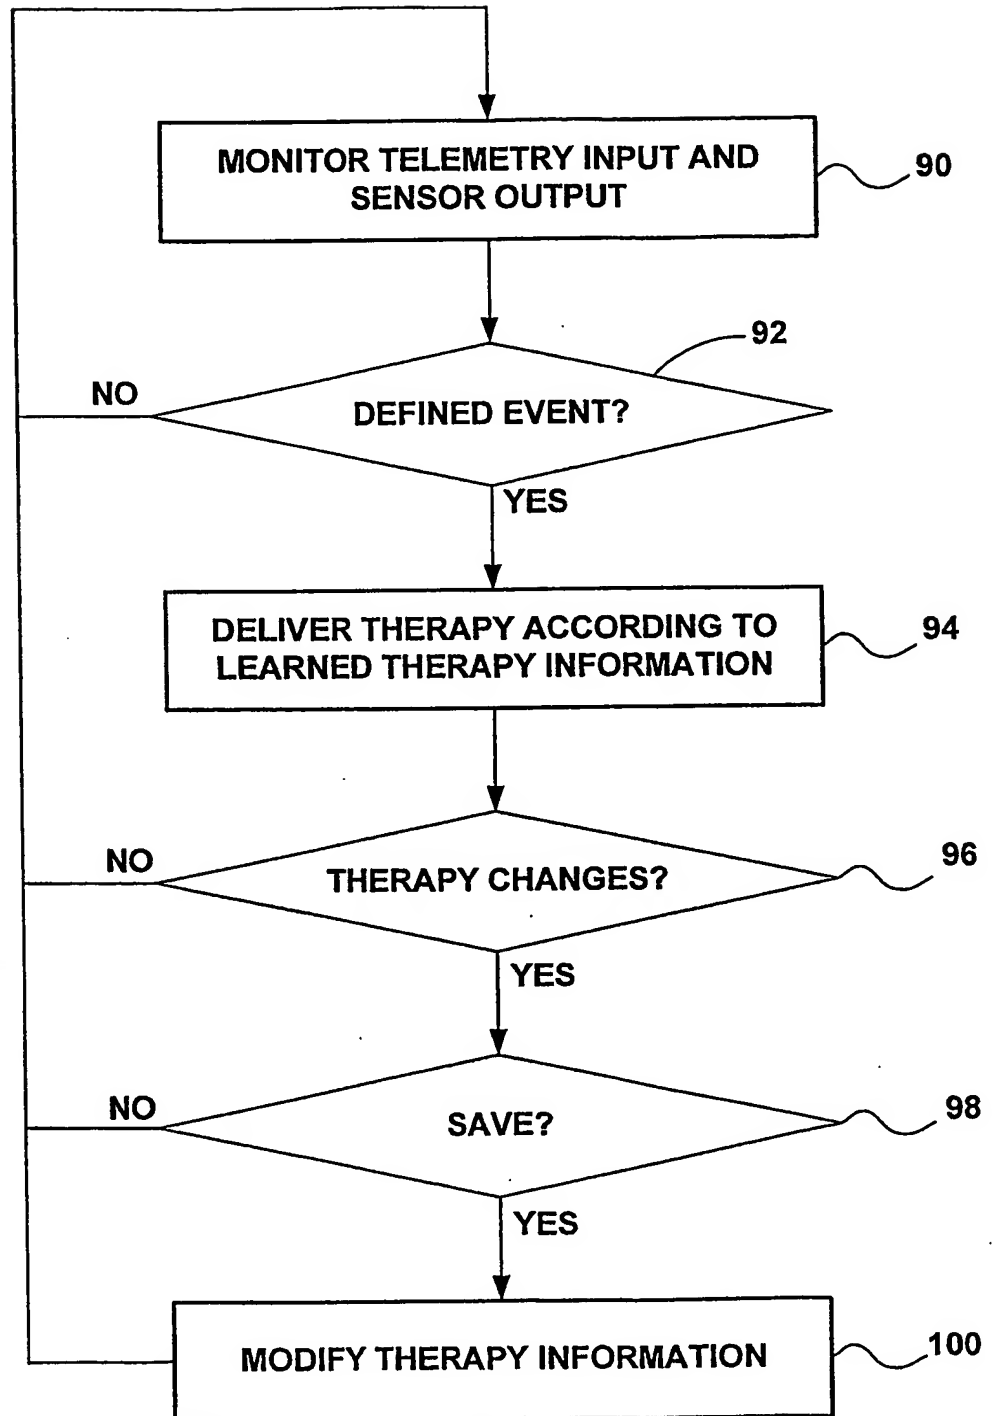 MONITOR TELEMETRY INPUT AND
SENSOR OUTPUT
90
92
NO
DEFINED EVENT?
YES
DELIVER THERAPY ACCORDING TO
LEARNED THERAPY INFORMATION
94
NO
THERAPY CHANGES?
96
YES
NO
SAVE?
98
YES
MODIFY THERAPY INFORMATION
100